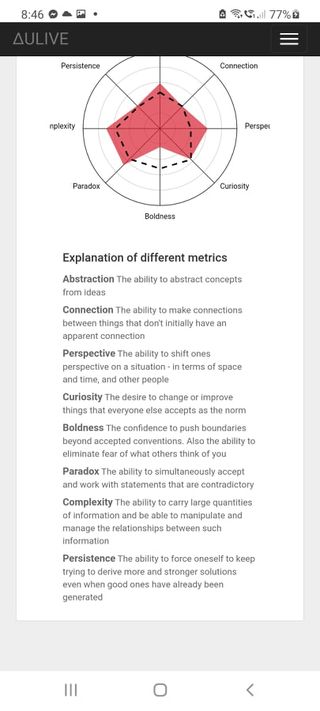 8:46
77%
AULIVE
Persistence
Connection
nplexity
Perspe
Paradox
Curiosity
Boldness
Explanation of different metrics
Abstraction The ability to abstract concepts
from ideas
Connection The ability to make connections
between things that don't initially have an
apparent connection
Perspective The ability to shift ones
perspective on a situation - in terms of space
and time, and other people
Curiosity The desire to change or improve
things that everyone else accepts as the norm
Boldness The confidence to push boundaries
beyond accepted conventions. Also the ability to
eliminate fear of what others think of you
Paradox The ability to simultaneously accept
and work with statements that are contradictory
Complexity The ability to carry large quantities
of information and be able to manipulate and
manage the relationships between such
information
Persistence The ability to force oneself to keep
trying to derive more and stronger solutions
even when good ones have already been
generated